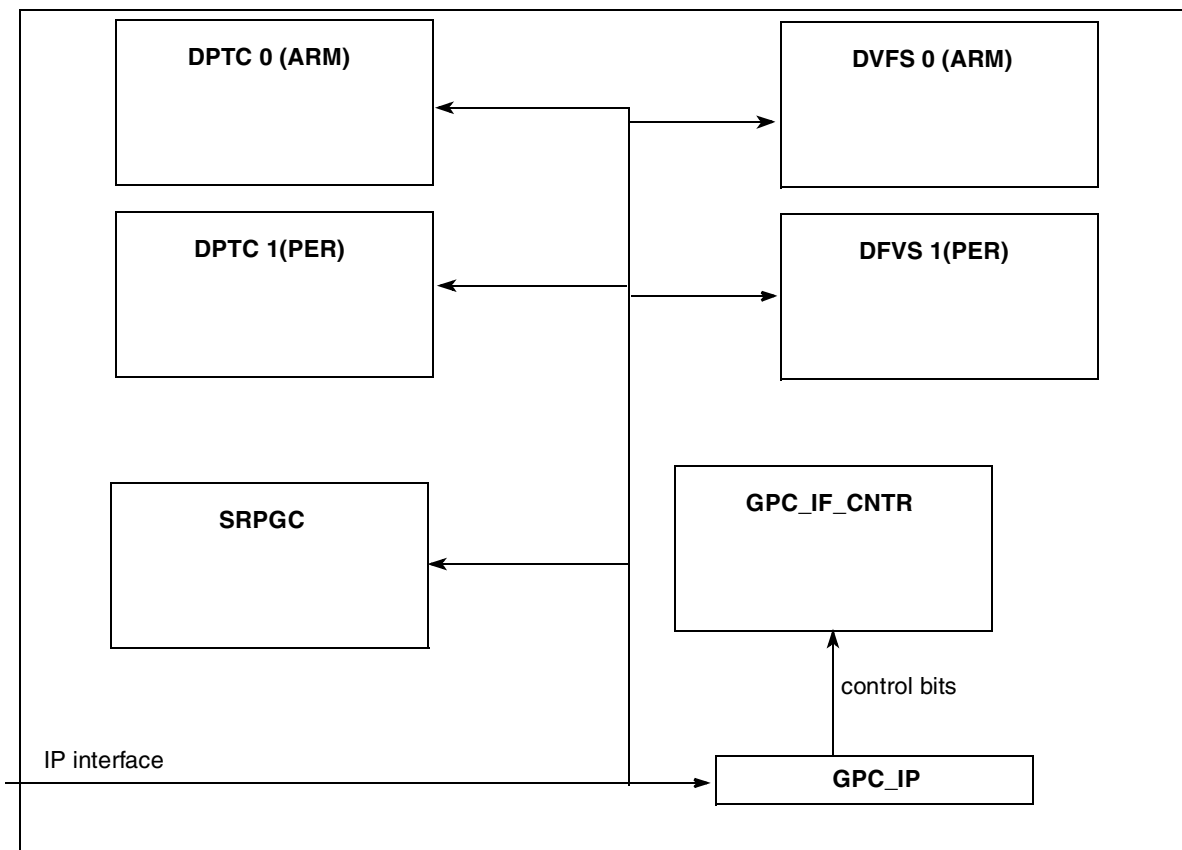 DPTC 0 (ARM)
DVFS 0 (ARM)
DPTC 1(PER)
DFVS 1(PER)
SRPGC
GPC_IF_CNTR
control bits
IP interface
GPC_IP